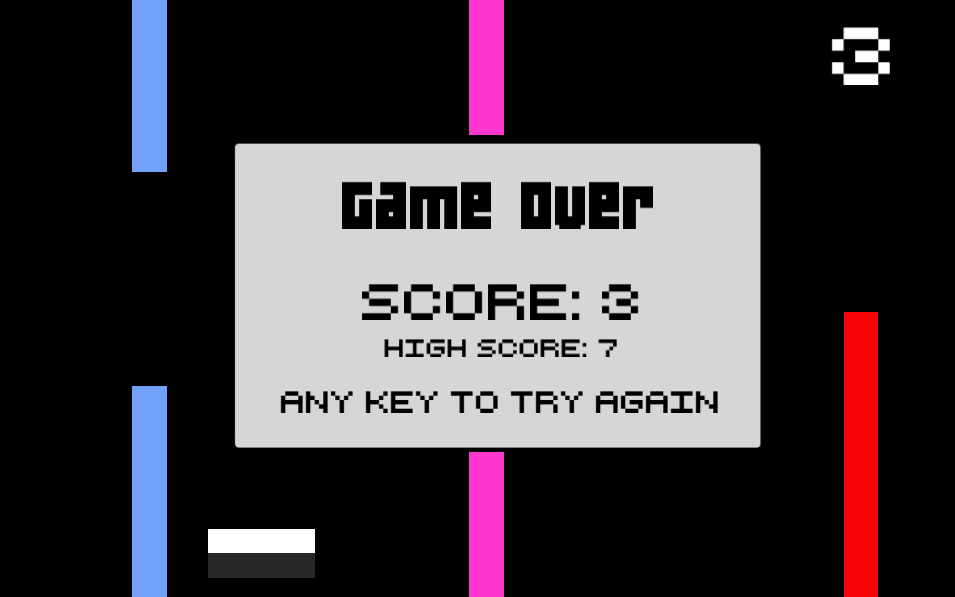 3
Game Over
SCORE: 3
HIGH SCORE: 7
ANY KEY TO TRY AGAIN